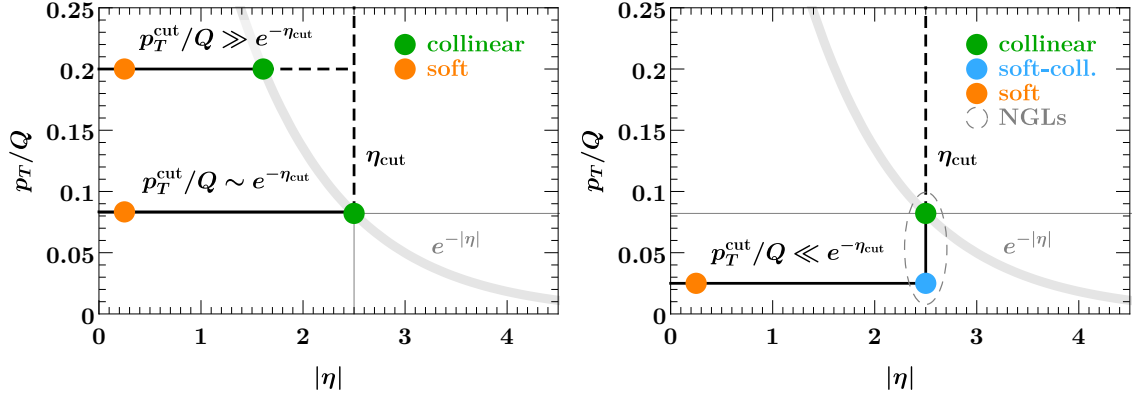 p_T^cut/Q ≫ e^{-η_cut}
collinear
soft
η_cut
p_T^cut/Q ∼ e^{-η_cut}
e^{-|η|}
0.25
0.2
0.15
0.1
0.05
0
p_T/Q
0
1
2
3
4
|η|
collinear
soft-coll.
soft
NGLs
η_cut
p_T^cut/Q ≪ e^{-η_cut}
e^{-|η|}
0.25
0.2
0.15
0.1
0.05
0
p_T/Q
0
1
2
3
4
|η|